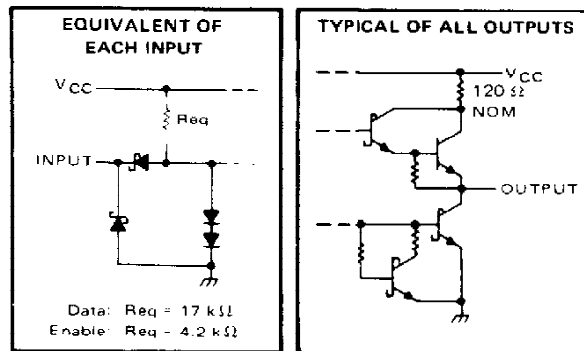 EQUIVALENT OF
EACH INPUT
VCC
Req
INPUT
Data: Req = 17 kΩ
Enable: Req = 4.2 kΩ
TYPICAL OF ALL OUTPUTS
VCC
120 Ω
NOM
OUTPUT